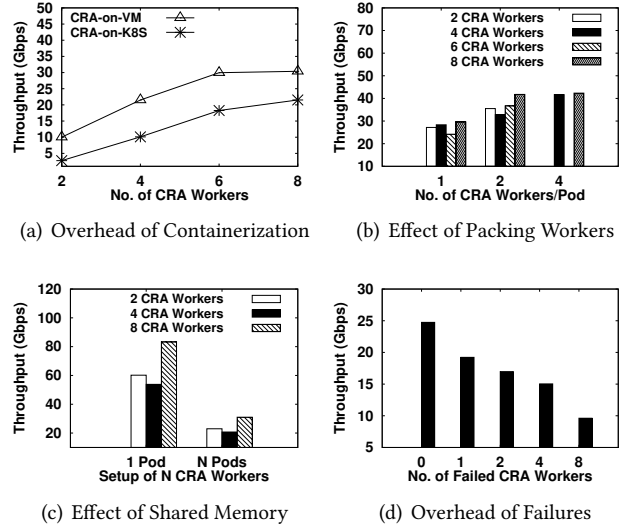 CRA-on-VM
CRA-on-K8S
Throughput (Gbps)
50
45
40
35
30
25
20
15
10
5
2 4 6 8
No. of CRA Workers
(a) Overhead of Containerization
2 CRA Workers
4 CRA Workers
6 CRA Workers
8 CRA Workers
Throughput (Gbps)
80
70
60
50
40
30
20
10
1 2 4
No. of CRA Workers/Pod
(b) Effect of Packing Workers
2 CRA Workers
4 CRA Workers
8 CRA Workers
Throughput (Gbps)
120
100
80
60
40
20
1 Pod N Pods
Setup of N CRA Workers
(c) Effect of Shared Memory
Throughput (Gbps)
30
25
20
15
10
5
0 1 2 4 8
No. of Failed CRA Workers
(d) Overhead of Failures